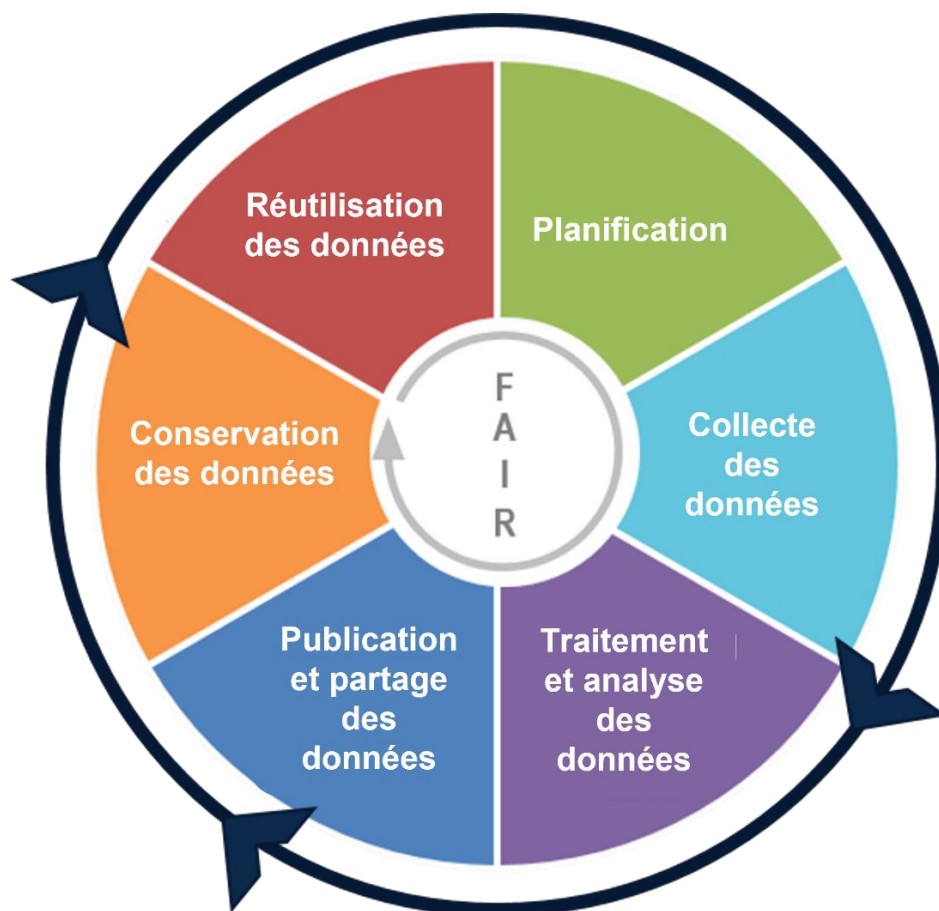 Réutilisation
des données
Planification
Conservation
des données
F
A
I
R
Collecte
des
données
Publication
et partage
des
données
Traitement
et analyse
des
données